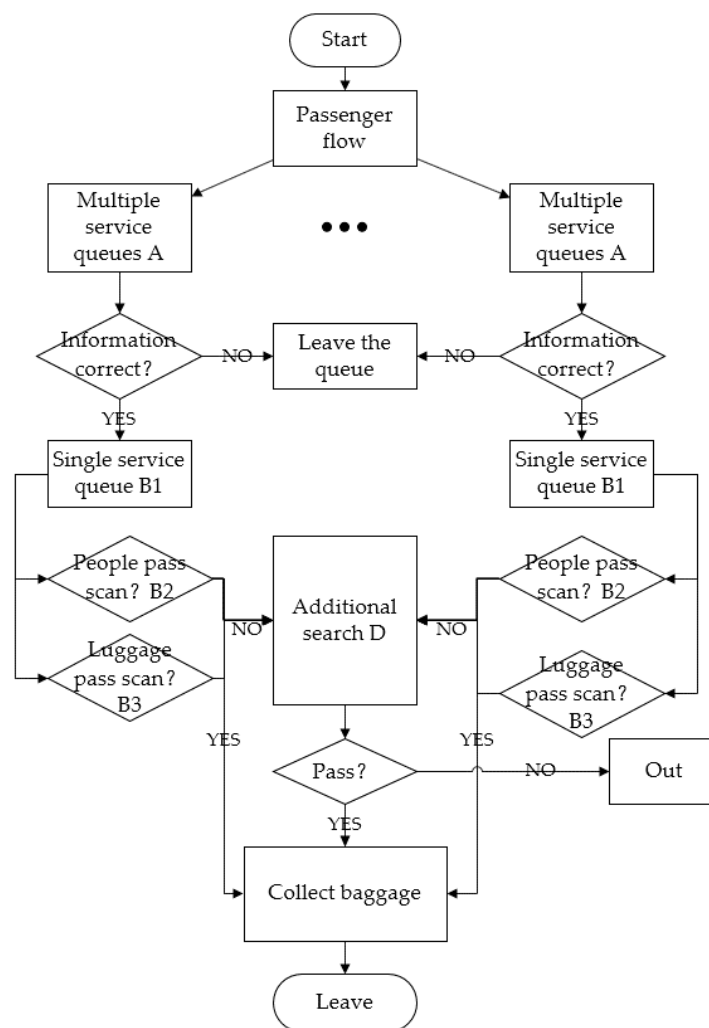 Start
Passenger
flow
Multiple
service
queues A
•••
Multiple
service
queues A
Information
correct?
NO
Leave the
queue
NO
Information
correct?
YES
YES
Single service
queue B1
Single service
queue B1
People pass
scan? B2
Additional
search D
People pass
scan? B2
NO
NO
Luggage
pass scan?
B3
Luggage
pass scan?
B3
YES
YES
Pass?
NO
Out
YES
Collect baggage
Leave